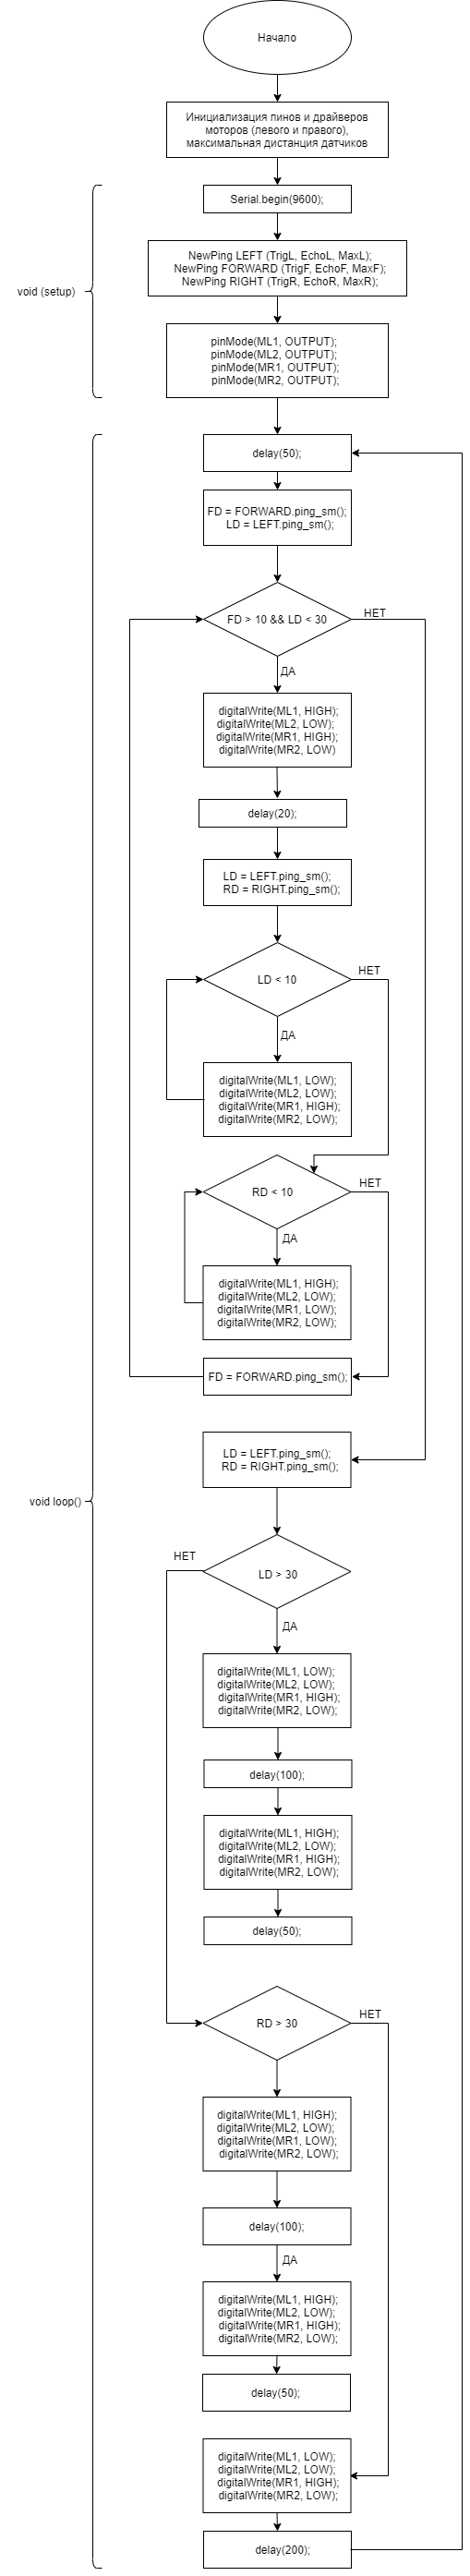 Начало
Инициализация пинов и драйверов
моторов (левого и правого),
максимальная дистанция датчиков
void (setup)
Serial.begin(9600);
NewPing LEFT (TrigL, EchoL, MaxL);
NewPing FORWARD (TrigF, EchoF, MaxF);
NewPing RIGHT (TrigR, EchoR, MaxR);
pinMode(ML1, OUTPUT);
pinMode(ML2, OUTPUT);
pinMode(MR1, OUTPUT);
pinMode(MR2, OUTPUT);
void loop()
delay(50);
FD = FORWARD.ping_sm();
LD = LEFT.ping_sm();
FD > 10 && LD < 30
НЕТ
ДА
digitalWrite(ML1, HIGH);
digitalWrite(ML2, LOW);
digitalWrite(MR1, HIGH);
digitalWrite(MR2, LOW)
delay(20);
LD = LEFT.ping_sm();
RD = RIGHT.ping_sm();
LD < 10
НЕТ
ДА
digitalWrite(ML1, LOW);
digitalWrite(ML2, LOW);
digitalWrite(MR1, HIGH);
digitalWrite(MR2, LOW);
RD < 10
НЕТ
ДА
digitalWrite(ML1, HIGH);
digitalWrite(ML2, LOW);
digitalWrite(MR1, LOW);
digitalWrite(MR2, LOW);
FD = FORWARD.ping_sm();
LD = LEFT.ping_sm();
RD = RIGHT.ping_sm();
LD > 30
НЕТ
ДА
digitalWrite(ML1, LOW);
digitalWrite(ML2, LOW);
digitalWrite(MR1, HIGH);
digitalWrite(MR2, LOW);
delay(100);
digitalWrite(ML1, HIGH);
digitalWrite(ML2, LOW);
digitalWrite(MR1, HIGH);
digitalWrite(MR2, LOW);
delay(50);
RD > 30
НЕТ
digitalWrite(ML1, HIGH);
digitalWrite(ML2, LOW);
digitalWrite(MR1, LOW);
digitalWrite(MR2, LOW);
delay(100);
ДА
digitalWrite(ML1, HIGH);
digitalWrite(ML2, LOW);
digitalWrite(MR1, HIGH);
digitalWrite(MR2, LOW);
delay(50);
digitalWrite(ML1, LOW);
digitalWrite(ML2, LOW);
digitalWrite(MR1, HIGH);
digitalWrite(MR2, LOW);
delay(200);